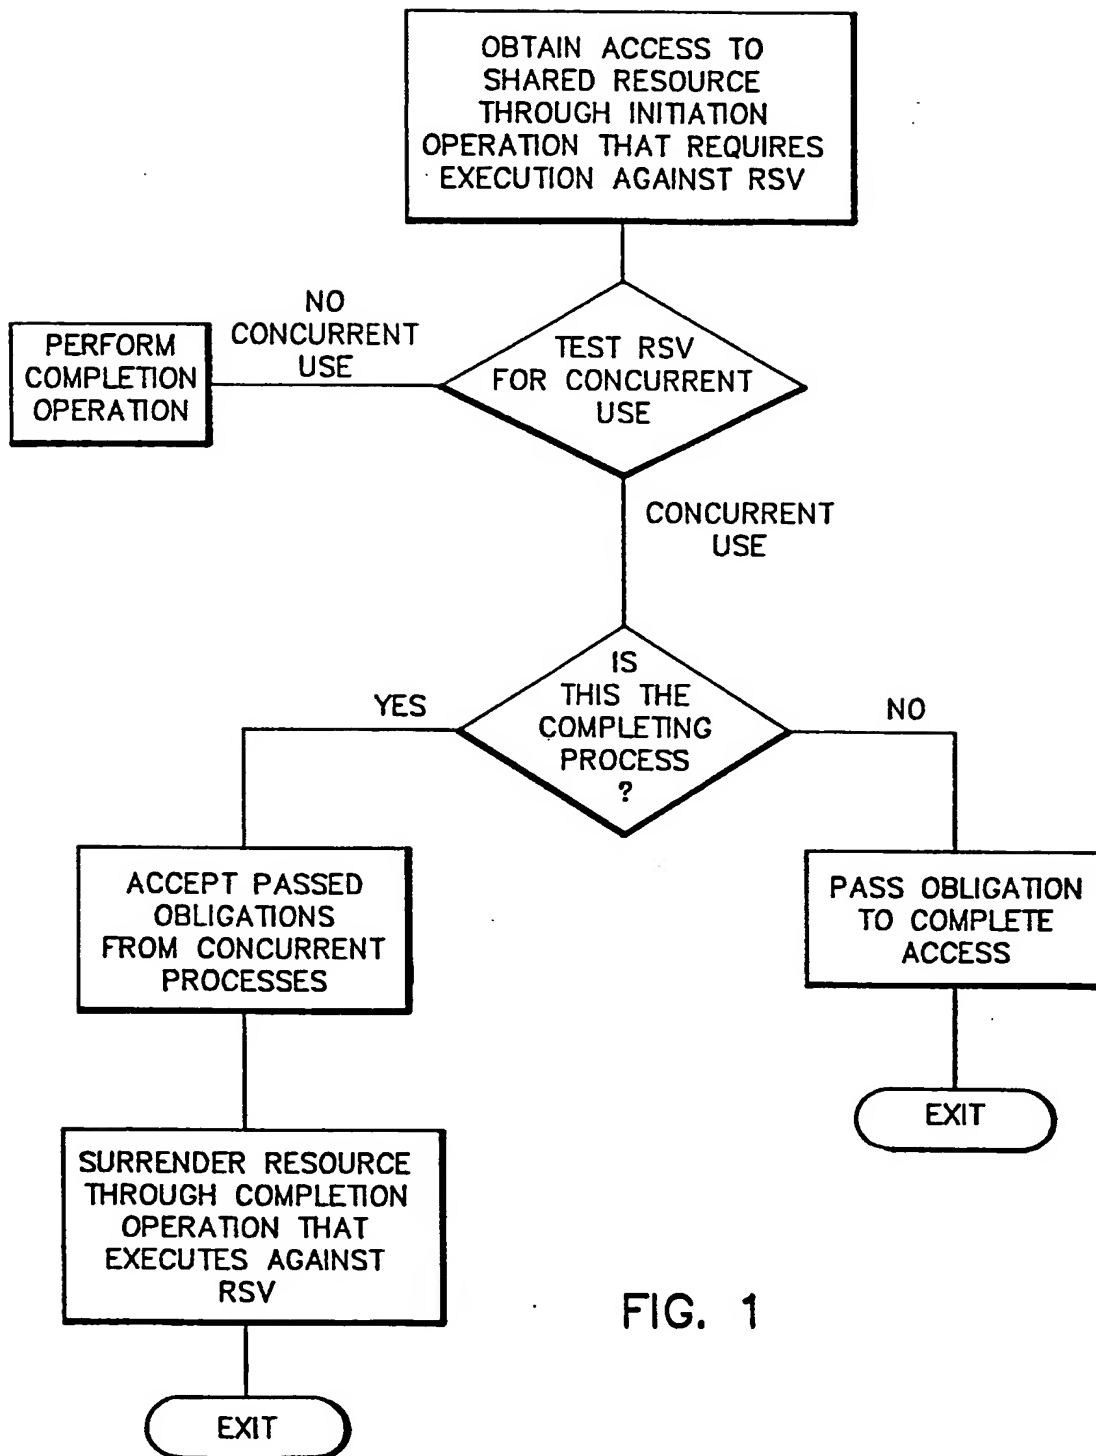 OBTAIN ACCESS TO
SHARED RESOURCE
THROUGH INITIATION
OPERATION THAT REQUIRES
EXECUTION AGAINST RSV
NO
CONCURRENT
USE
PERFORM
COMPLETION
OPERATION
TEST RSV
FOR CONCURRENT
USE
CONCURRENT
USE
IS
THIS THE
COMPLETING
PROCESS
?
YES
NO
ACCEPT PASSED
OBLIGATIONS
FROM CONCURRENT
PROCESSES
PASS OBLIGATION
TO COMPLETE
ACCESS
EXIT
SURRENDER RESOURCE
THROUGH COMPLETION
OPERATION THAT
EXECUTES AGAINST
RSV
EXIT
FIG. 1